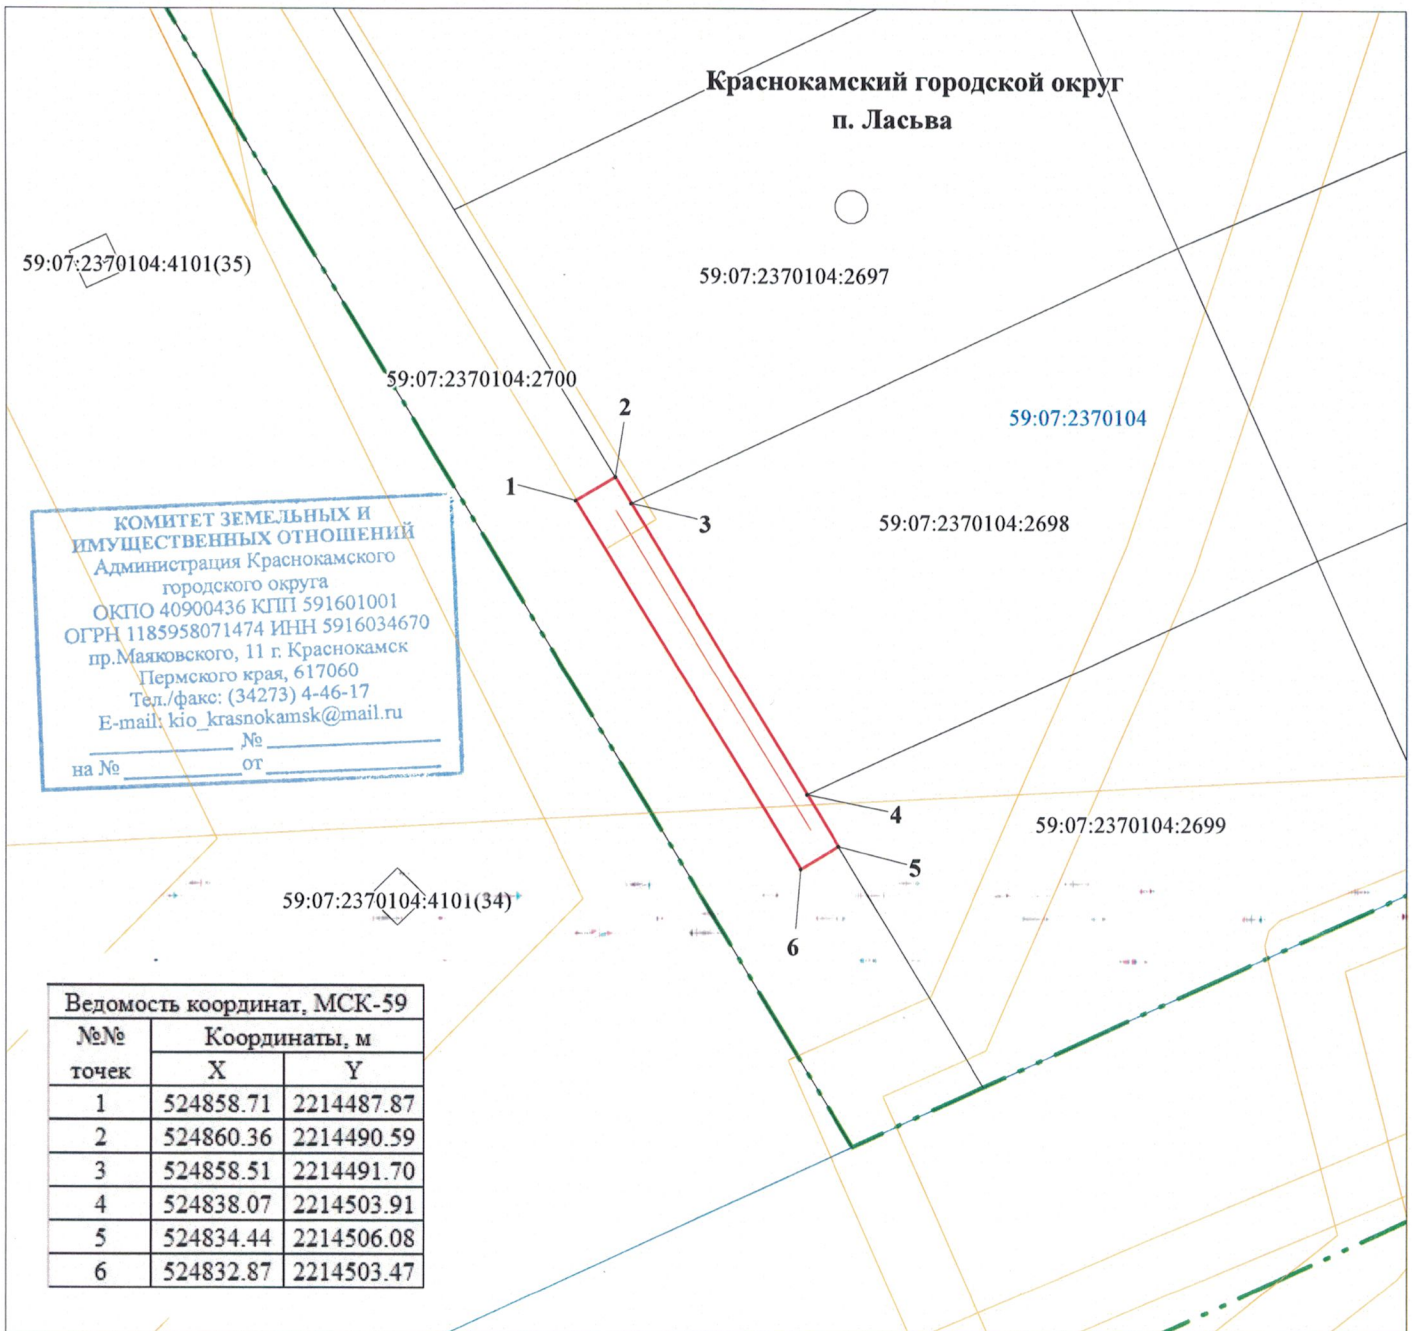 Краснокамский городской округ
п. Ласьва
59:07:2370104:4101(35)
59:07:2370104:2697
59:07:2370104:2700
2
59:07:2370104
1
3
59:07:2370104:2698
КОМИТЕТ ЗЕМЕЛЬНЫХ И
ИМУЩЕСТВЕННЫХ ОТНОШЕНИЙ
Администрация Краснокамского
городского округа
ОКПО 40900436 КПП 591601001
ОГРН 1185958071474 ИНН 5916034670
пр.Маяковского, 11 г. Краснокамск
Пермского края, 617060
Тел./факс: (34273) 4-46-17
E-mail: kio_krasnokamsk@mail.ru
№
на № от
4
59:07:2370104:2699
5
59:07:2370104:4101(34)
6
Ведомость координат, МСК-59
№№ Координаты, м
точек X Y
1 524858.71 2214487.87
2 524860.36 2214490.59
3 524858.51 2214491.70
4 524838.07 2214503.91
5 524834.44 2214506.08
6 524832.87 2214503.47